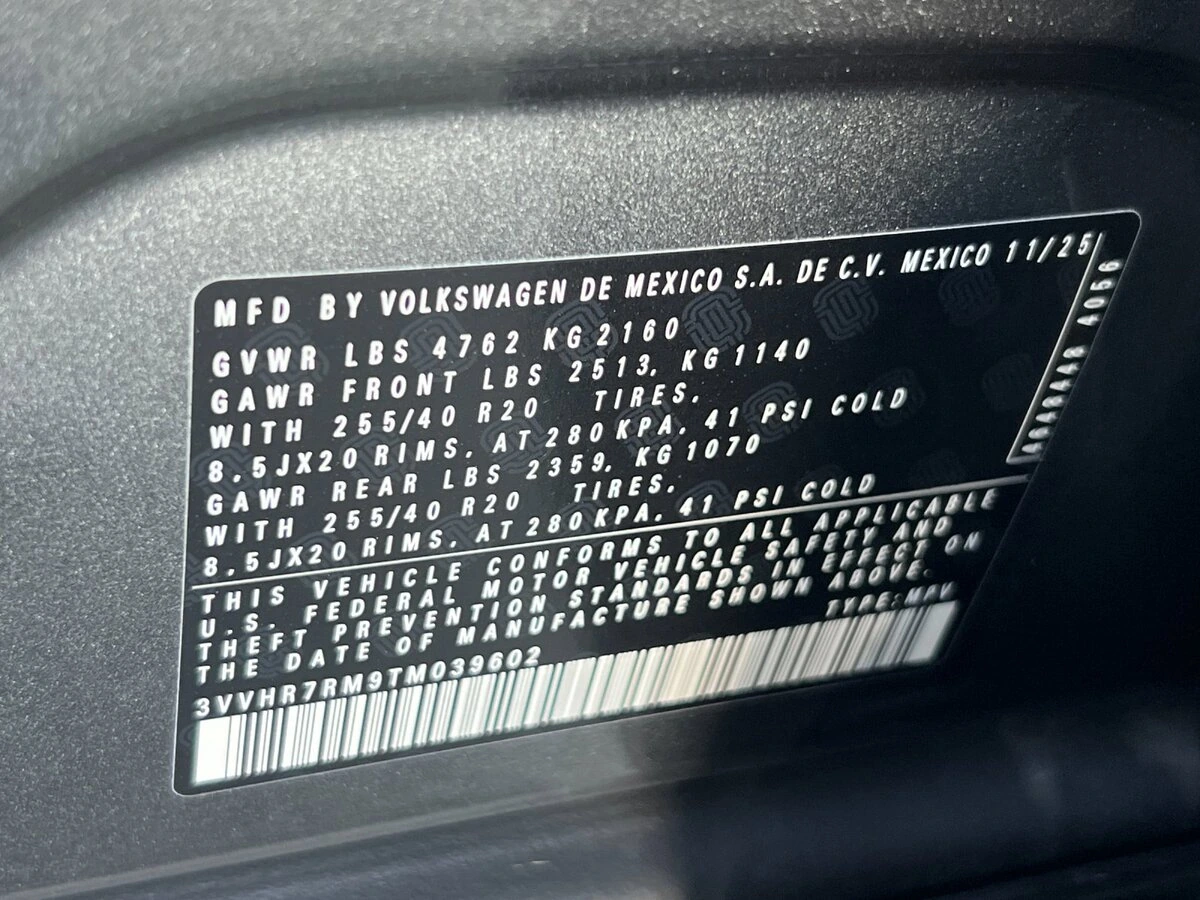 MFD BY VOLKSWAGEN DE MEXICO S.A. DE C.V. MEXICO 11/25
GVWR LBS 4762 KG 2160
GAWR FRONT LBS 2513, KG 1140
WITH 255/40 R20 TIRES,
8,5JX20 RIMS, AT 280 KPA, 41 PSI COLD
GAWR REAR LBS 2359, KG 1070
WITH 255/40 R20 TIRES,
8,5JX20 RIMS, AT 280 KPA, 41 PSI COLD
THIS VEHICLE CONFORMS TO ALL APPLICABLE
U.S. FEDERAL MOTOR VEHICLE SAFETY AND
THEFT PREVENTION STANDARDS IN EFFECT ON
THE DATE OF MANUFACTURE SHOWN ABOVE.
3VVHR7RM9TM039602 TYPE:MPV
4056